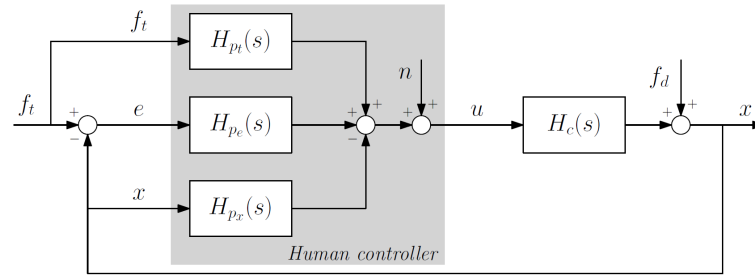 f_t
H_{p_t}(s)
n
f_d
f_t
+
e
H_{p_e}(s)
+
+
+
+
u
H_c(s)
+
+
x
−
−
x
H_{p_x}(s)
Human controller